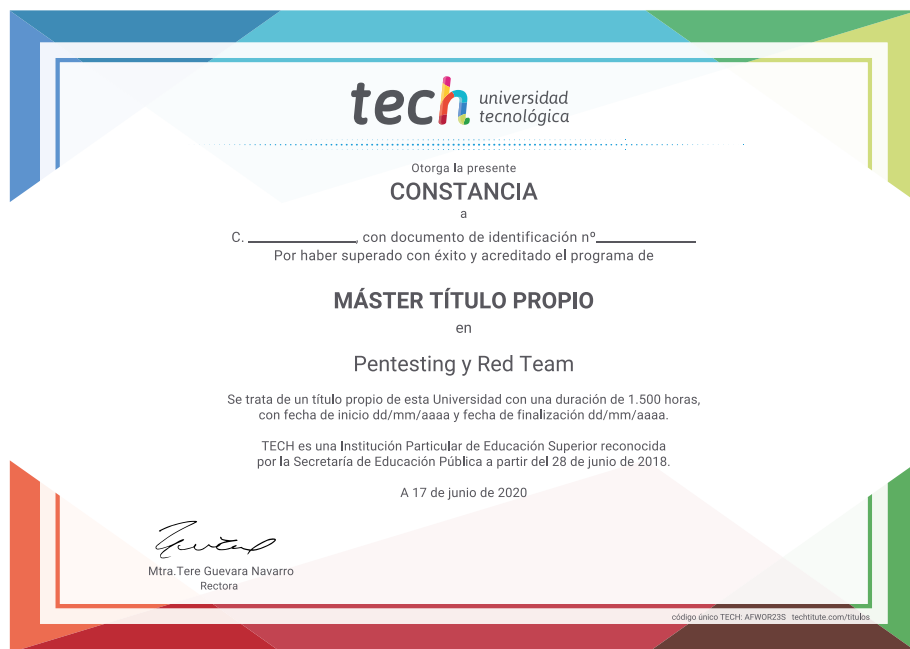 tech universidad
tecnológica
Otorga la presente
CONSTANCIA
a
C. ____________, con documento de identificación nº____________
Por haber superado con éxito y acreditado el programa de
MÁSTER TÍTULO PROPIO
en
Pentesting y Red Team
Se trata de un título propio de esta Universidad con una duración de 1.500 horas,
con fecha de inicio dd/mm/aaaa y fecha de finalización dd/mm/aaaa.
TECH es una Institución Particular de Educación Superior reconocida
por la Secretaría de Educación Pública a partir del 28 de junio de 2018.
A 17 de junio de 2020
Mtra.Tere Guevara Navarro
Rectora
código único TECH: AFWOR23S techtitute.com/titulos